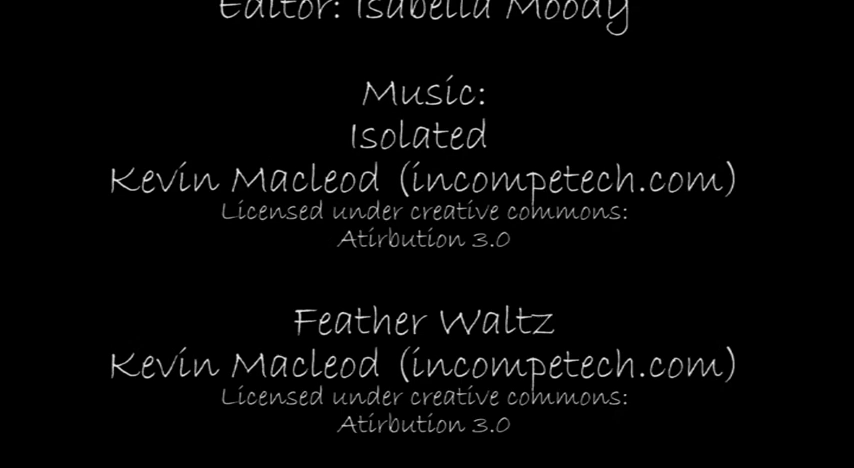 Editor: Isabella Moody
Music:
Isolated
Kevin Macleod (incompetech.com)
Licensed under creative commons:
Atirbution 3.0
Feather Waltz
Kevin Macleod (incompetech.com)
Licensed under creative commons:
Atirbution 3.0